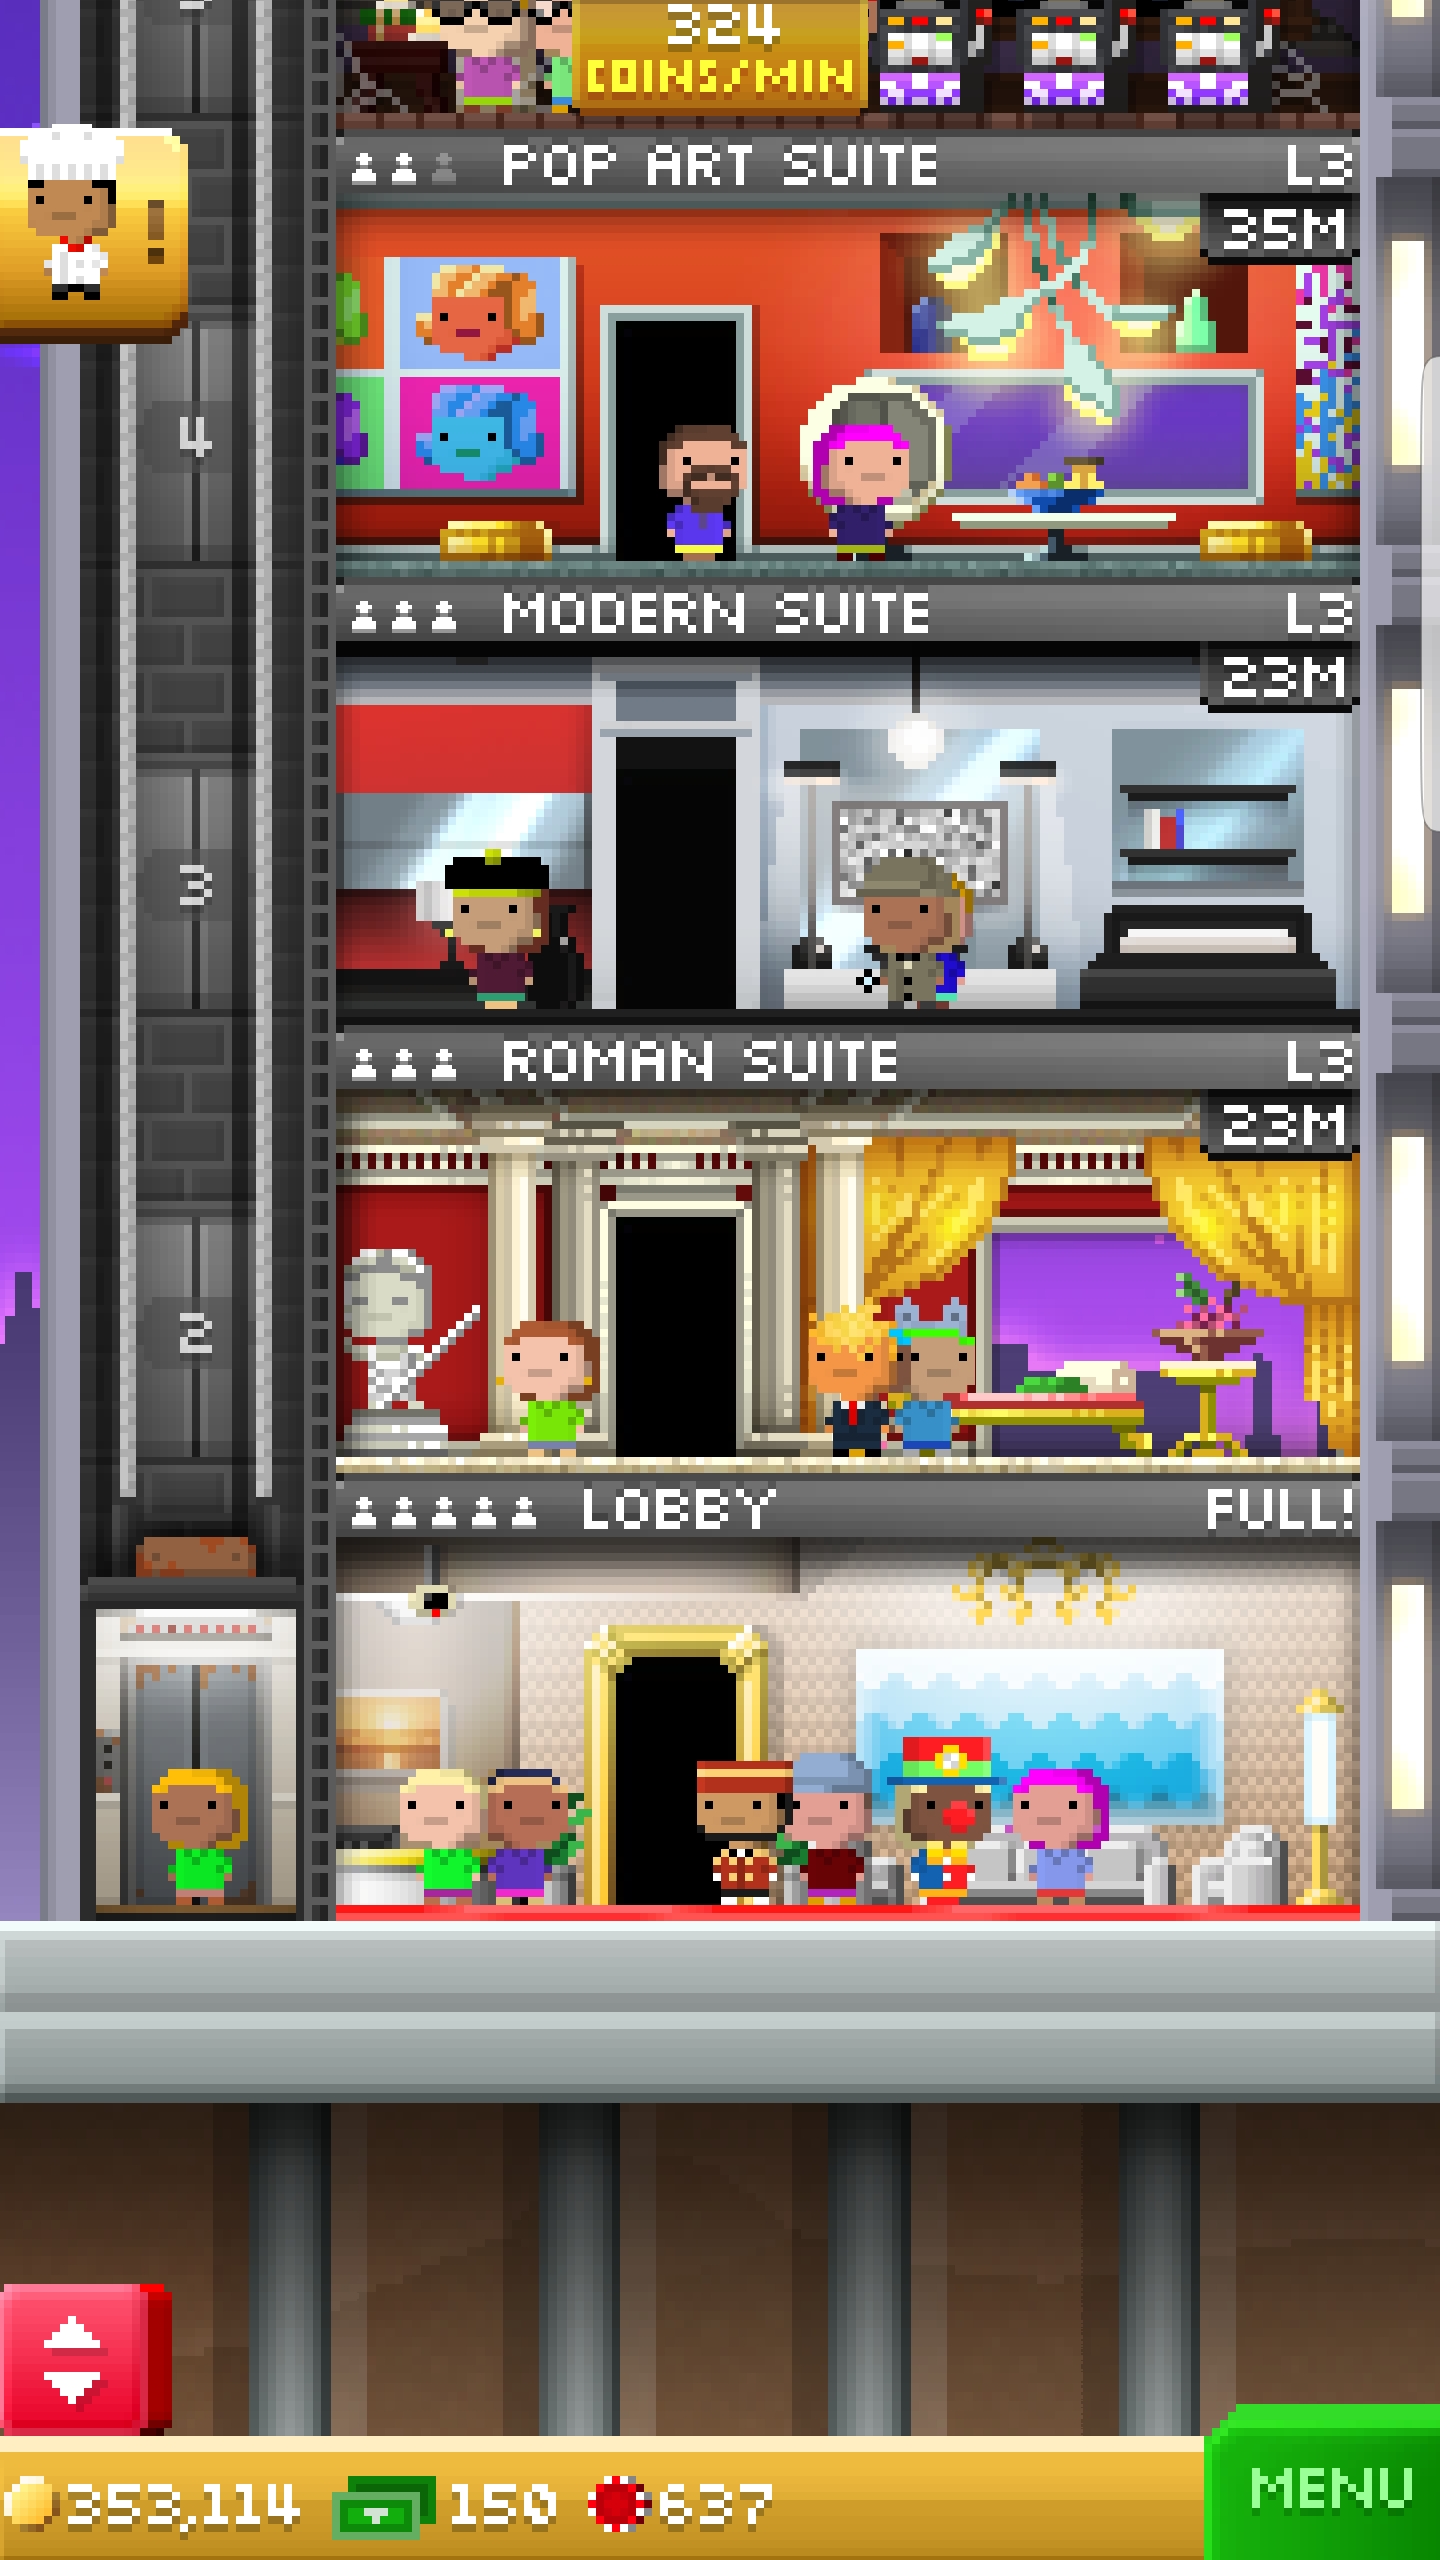 324
COINS/MIN
POP ART SUITE L3
35M
!
4
MODERN SUITE L3
23M
3
ROMAN SUITE L3
23M
2
LOBBY FULL!
353,114 150 637
MENU